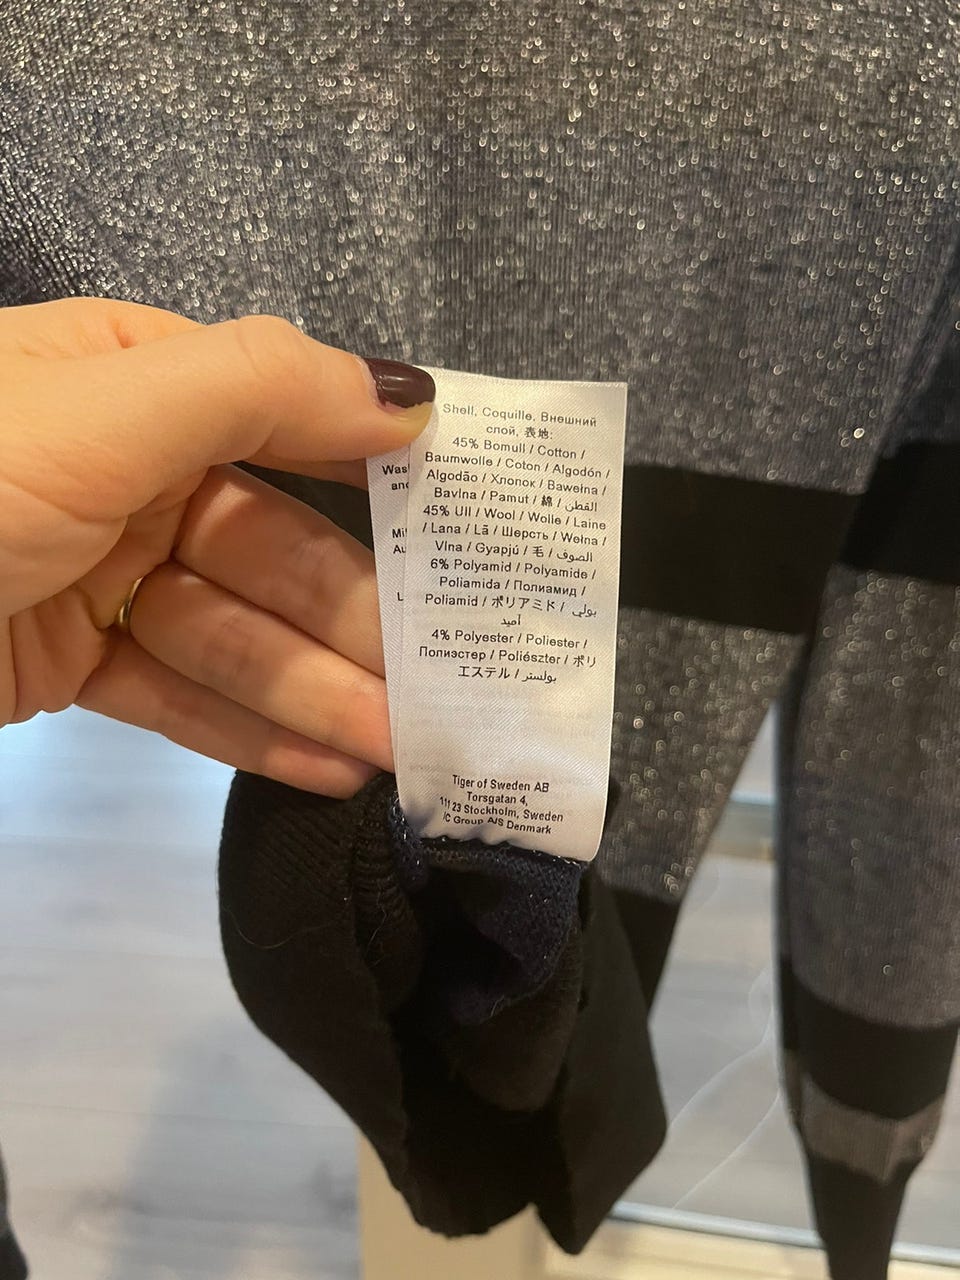 Shell, Coquille, Внешний
слой, 表地:
45% Bomull / Cotton /
Baumwolle / Coton / Algodón /
Algodão / Хлопок / Bawełna /
Bavlna / Pamut / 綿 / القطن
45% Ull / Wool / Wolle / Laine
/ Lana / Lã / Шерсть / Wełna /
Vlna / Gyapjú / 毛 / الصوف
6% Polyamid / Polyamide /
Poliamida / Полиамид /
Poliamid / ポリアミド / بولي
أميد
4% Polyester / Poliester /
Полиэстер / Poliészter / ポリ
エステル / بولستر
Tiger of Sweden AB
Torsgatan 4,
111 23 Stockholm, Sweden
IC Group A/S Denmark